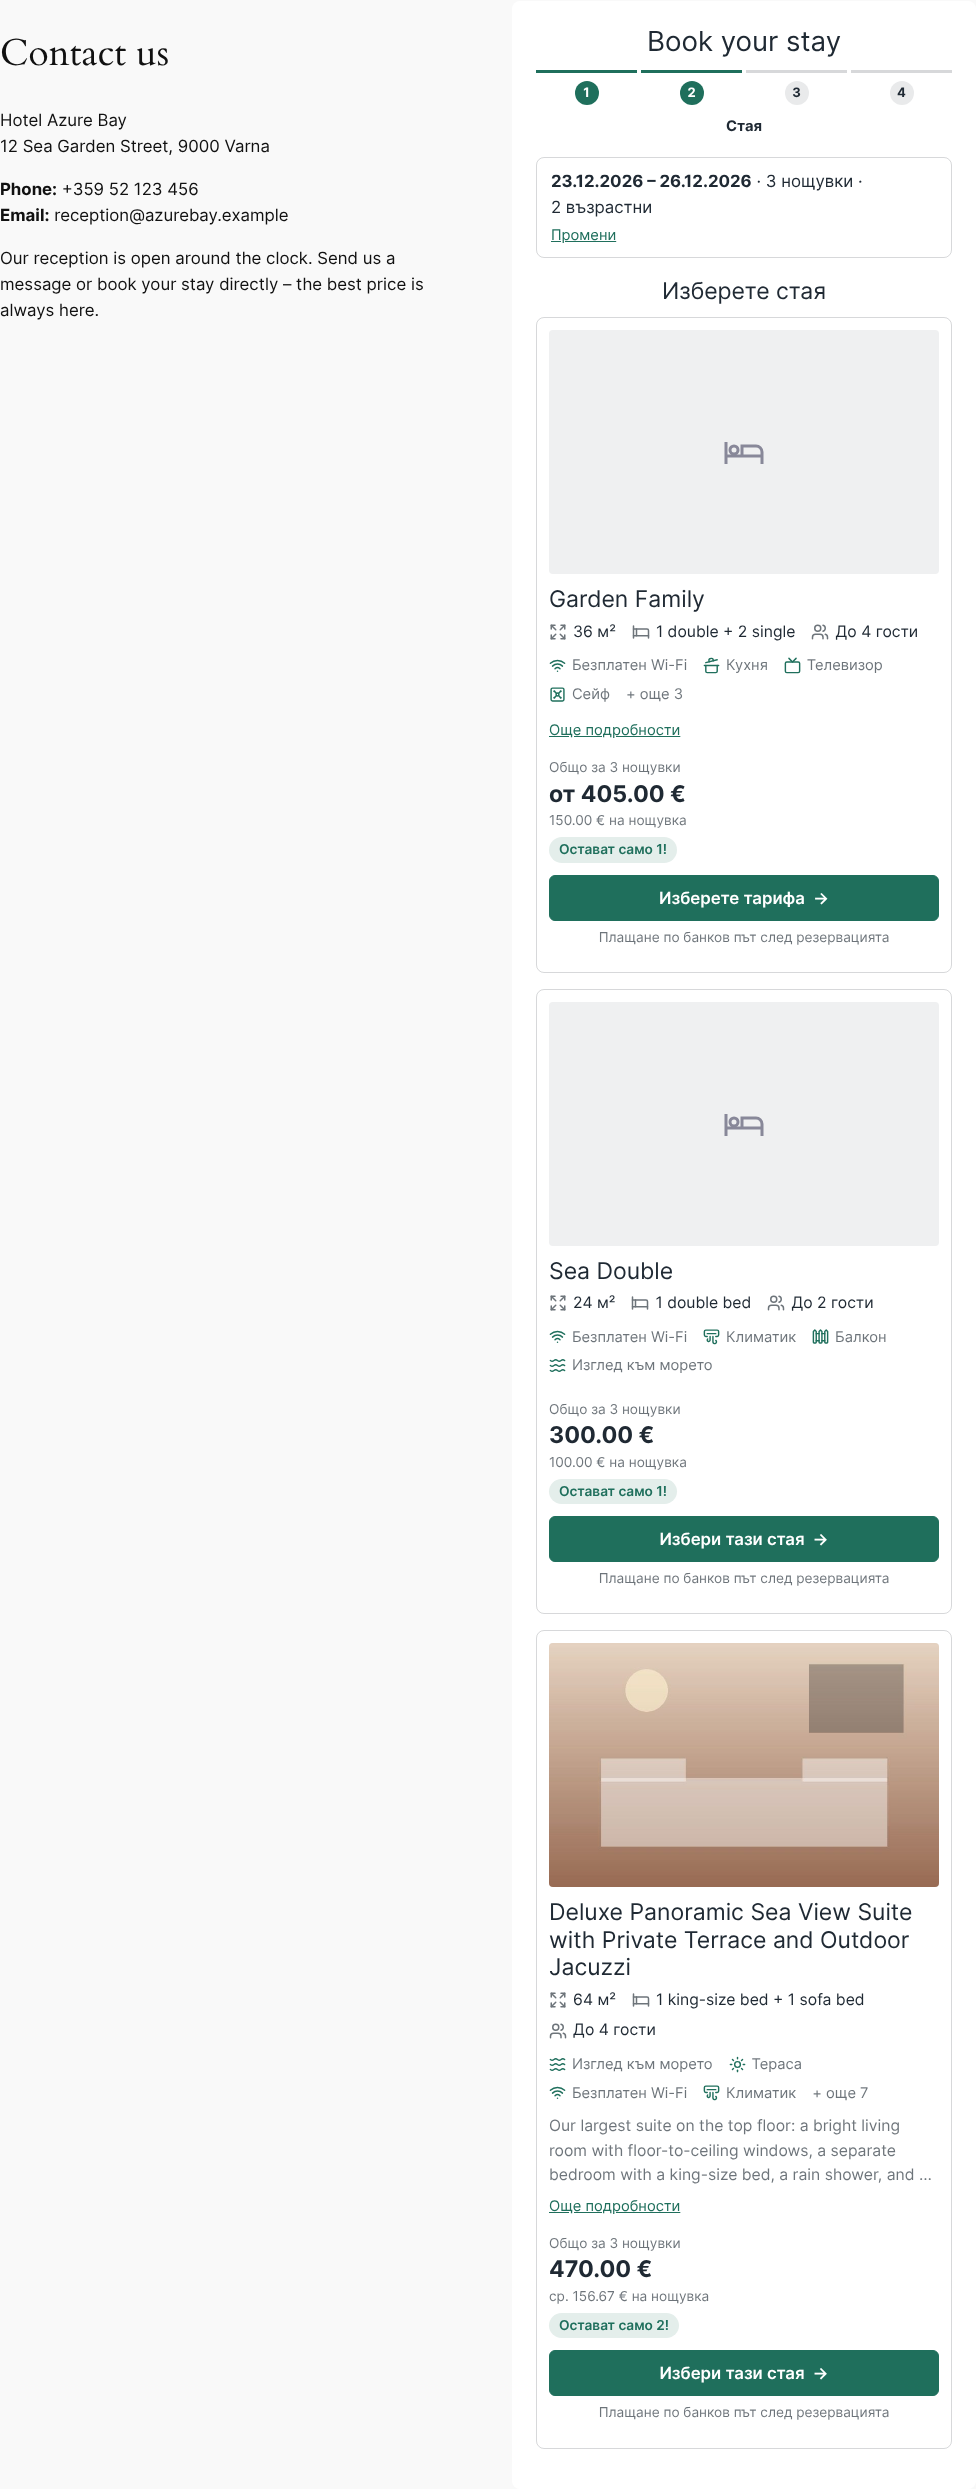 Contact us
Hotel Azure Bay
12 Sea Garden Street, 9000 Varna
Phone: +359 52 123 456
Email: reception@azurebay.example
Our reception is open around the clock. Send us a
message or book your stay directly – the best price is
always here.
Book your stay
1 2 3 4
Стая
23.12.2026 – 26.12.2026 · 3 нощувки ·
2 възрастни
Промени
Изберете стая
Garden Family
36 м² 1 double + 2 single До 4 гости
Безплатен Wi-Fi Кухня Телевизор
Сейф + още 3
Още подробности
Общо за 3 нощувки
от 405.00 €
150.00 € на нощувка
Остават само 1!
Изберете тарифа →
Плащане по банков път след резервацията
Sea Double
24 м² 1 double bed До 2 гости
Безплатен Wi-Fi Климатик Балкон
Изглед към морето
Общо за 3 нощувки
300.00 €
100.00 € на нощувка
Остават само 1!
Избери тази стая →
Плащане по банков път след резервацията
Deluxe Panoramic Sea View Suite
with Private Terrace and Outdoor
Jacuzzi
64 м² 1 king-size bed + 1 sofa bed
До 4 гости
Изглед към морето Тераса
Безплатен Wi-Fi Климатик + още 7
Our largest suite on the top floor: a bright living
room with floor-to-ceiling windows, a separate
bedroom with a king-size bed, a rain shower, and ...
Още подробности
Общо за 3 нощувки
470.00 €
ср. 156.67 € на нощувка
Остават само 2!
Избери тази стая →
Плащане по банков път след резервацията